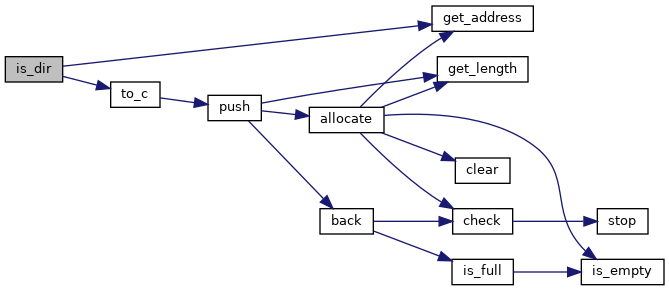 is_dir
get_address
to_c
push
get_length
allocate
clear
back
check
stop
is_full
is_empty